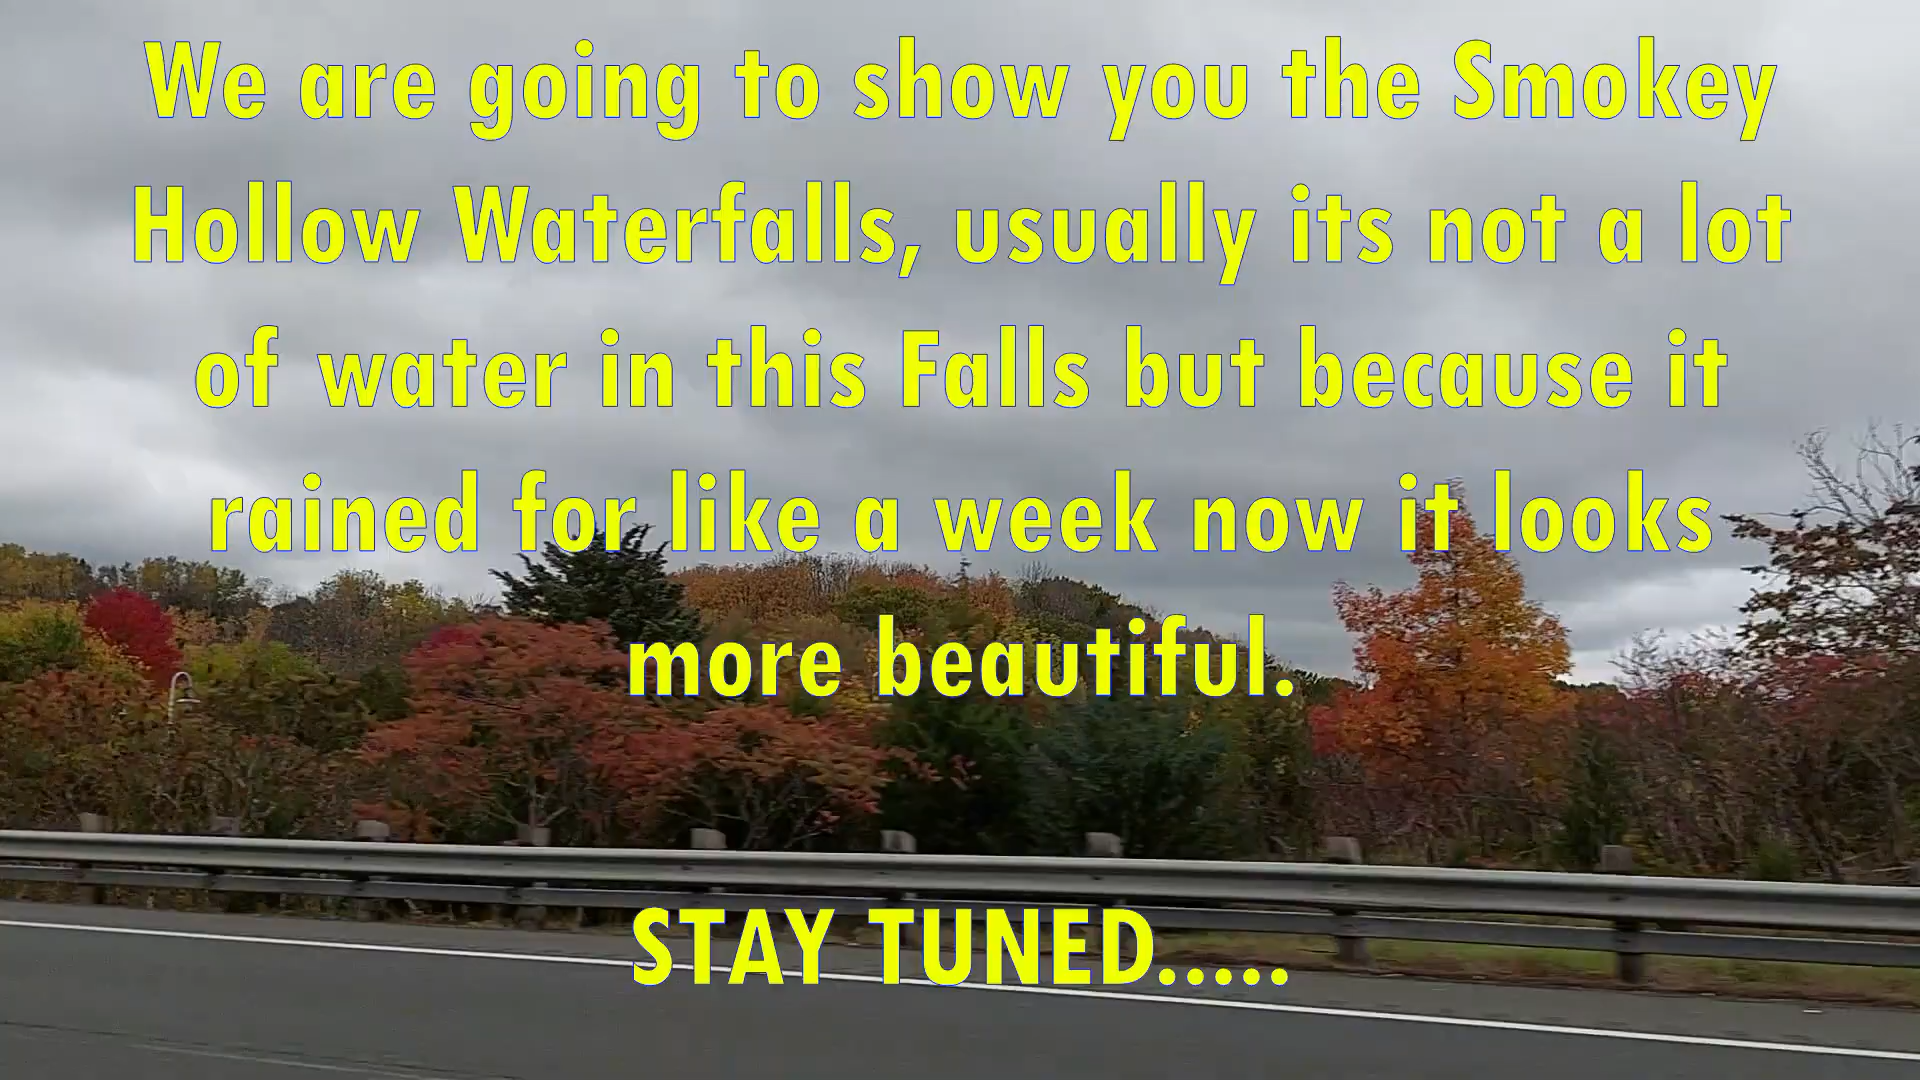 We are going to show you the Smokey
Hollow Waterfalls, usually its not a lot
of water in this Falls but because it
rained for like a week now it looks
more beautiful.
STAY TUNED.....